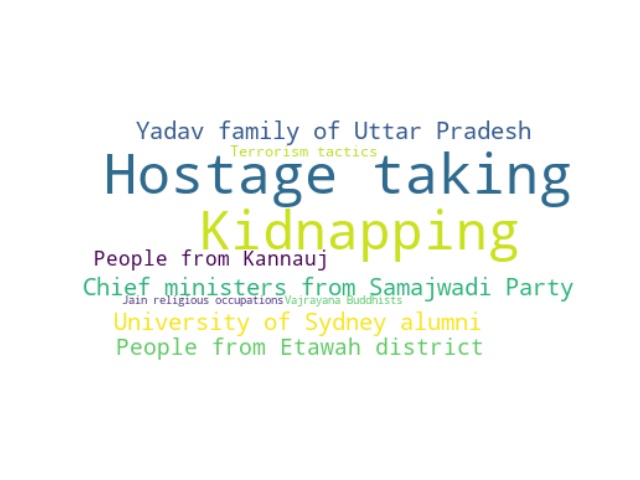 Yadav family of Uttar Pradesh
Terrorism tactics
Hostage taking
Kidnapping
People from Kannauj
Chief ministers from Samajwadi Party
Jain religious occupations
Vajrayana Buddhists
University of Sydney alumni
People from Etawah district